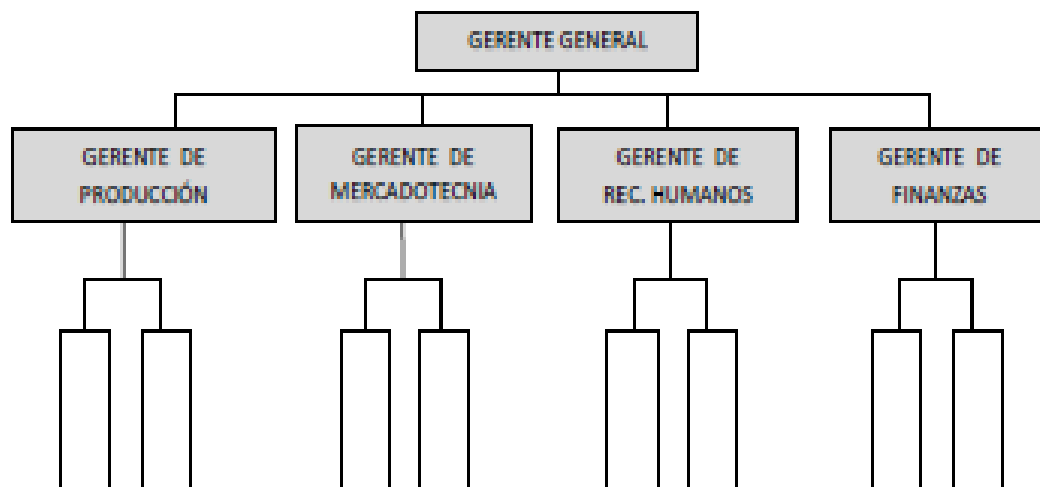 GERENTE GENERAL
GERENTE DE
PRODUCCIÓN
GERENTE DE
MERCADOTECNIA
GERENTE DE
REC. HUMANOS
GERENTE DE
FINANZAS